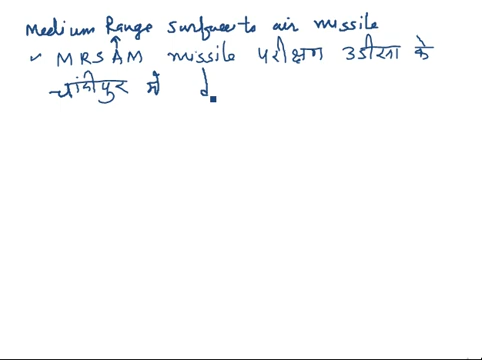 Medium Range surface to air missile
✓ MRSAM missile परीक्षण उडीसा के
चांदीपुर में